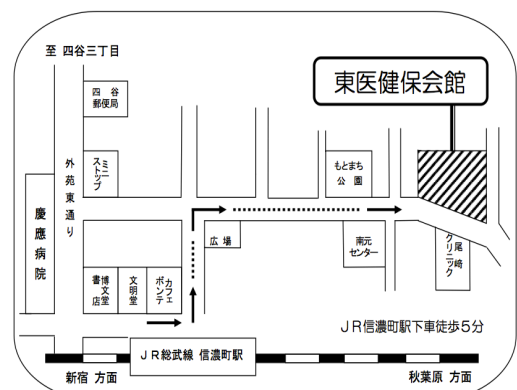 至 四谷三丁目
東医健保会館
四谷
郵便局
外苑東通り
ミニ
ストップ
もとまち
公園
慶應病院
広場
南元
センター
尾﨑
クリニック
博文堂
書店
文明堂
カフェ
ボンテ
JR信濃町駅下車徒歩5分
JR総武線 信濃町駅
新宿 方面
秋葉原 方面